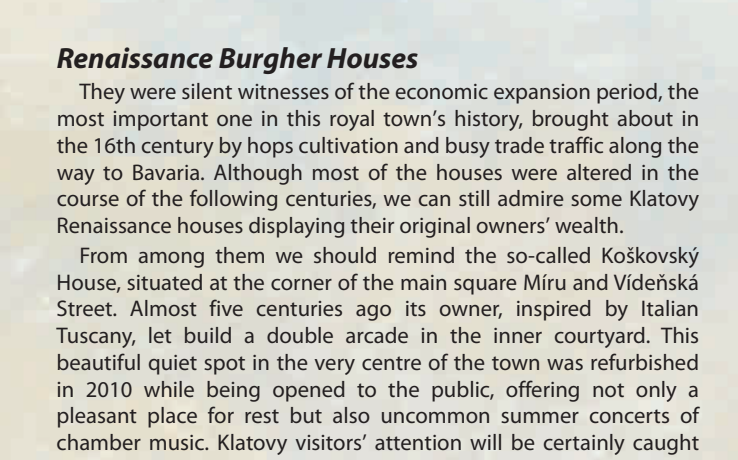 Renaissance Burgher Houses
They were silent witnesses of the economic expansion period, the
most important one in this royal town's history, brought about in
the 16th century by hops cultivation and busy trade traffic along the
way to Bavaria. Although most of the houses were altered in the
course of the following centuries, we can still admire some Klatovy
Renaissance houses displaying their original owners' wealth.
From among them we should remind the so-called Koškovský
House, situated at the corner of the main square Míru and Vídeňská
Street. Almost five centuries ago its owner, inspired by Italian
Tuscany, let build a double arcade in the inner courtyard. This
beautiful quiet spot in the very centre of the town was refurbished
in 2010 while being opened to the public, offering not only a
pleasant place for rest but also uncommon summer concerts of
chamber music. Klatovy visitors' attention will be certainly caught